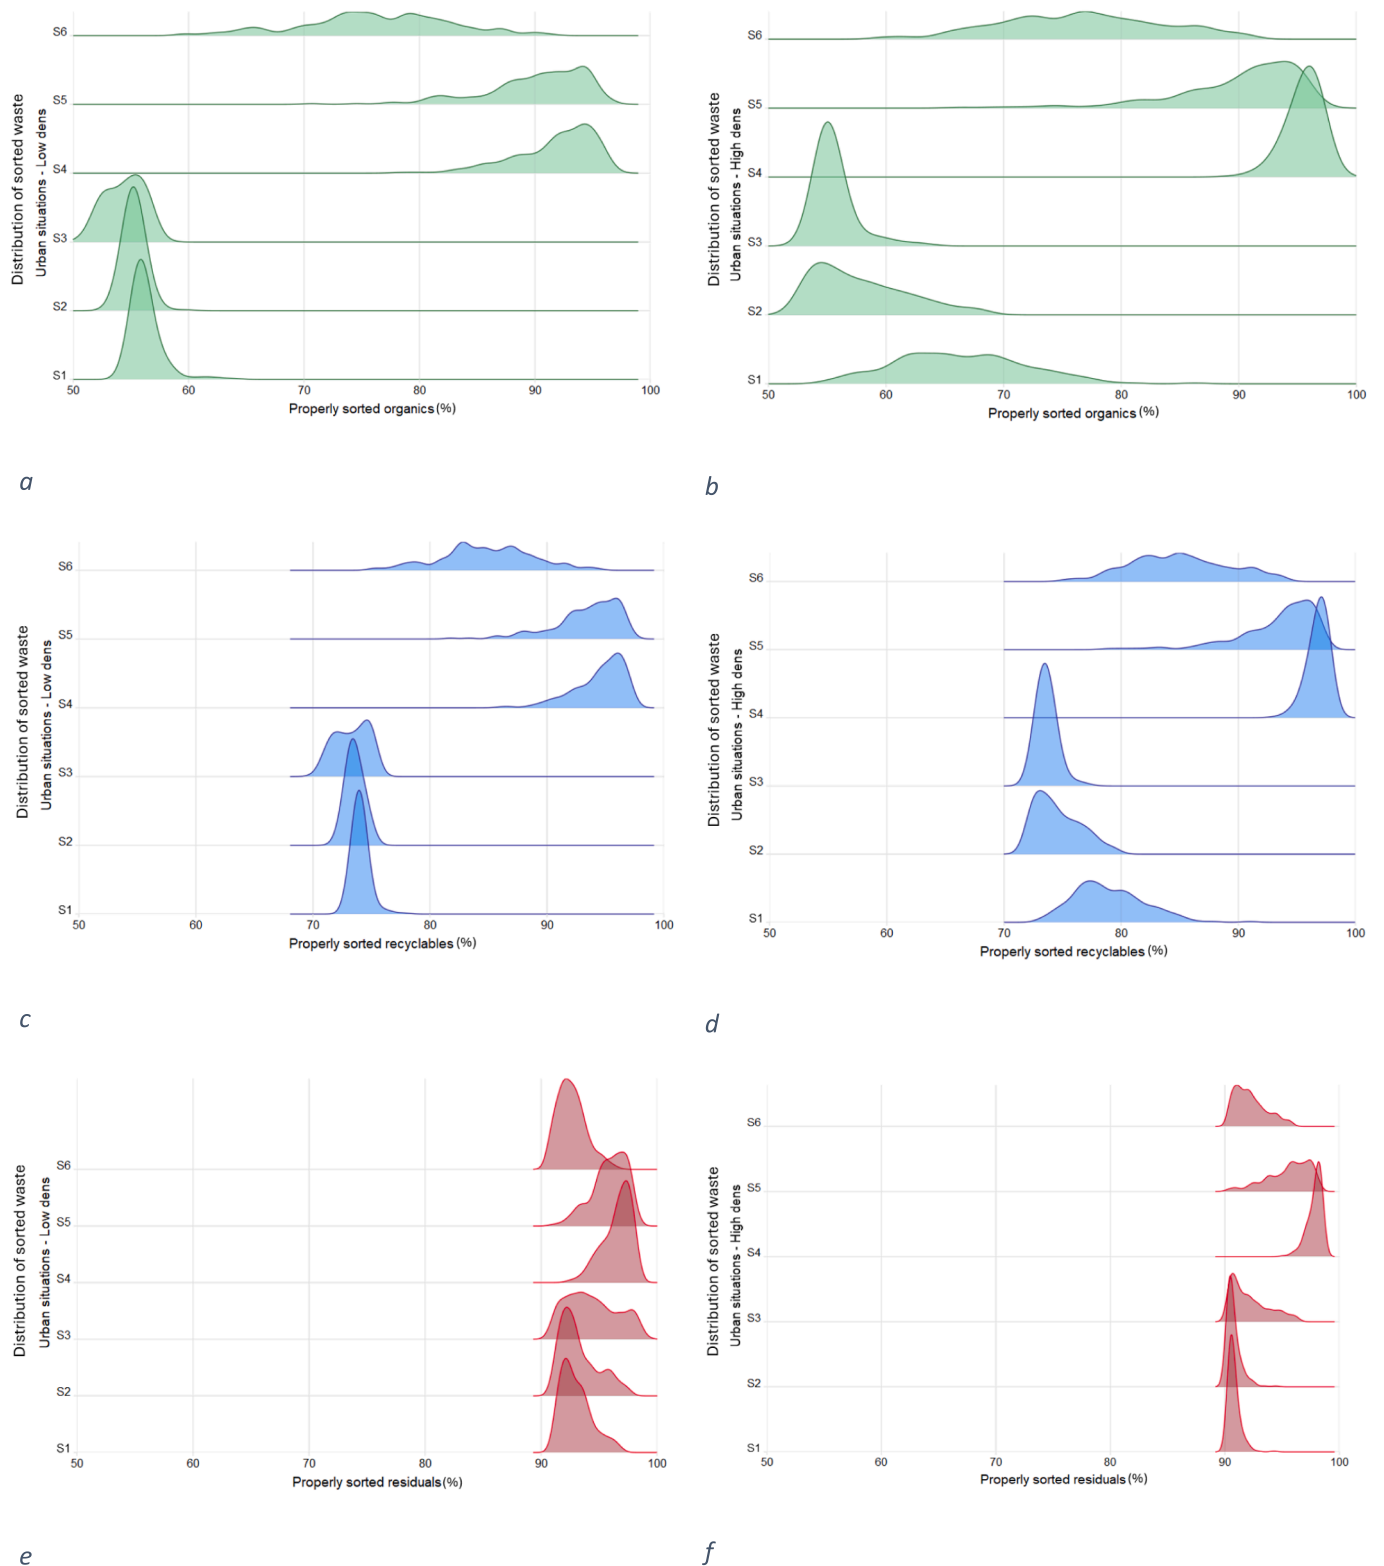 Distribution of sorted waste
Urban situations - Low dens
S6
S5
S4
S3
S2
S1
50 60 70 80 90 100
Properly sorted organics (%)
a
Distribution of sorted waste
Urban situations - High dens
S6
S5
S4
S3
S2
S1
50 60 70 80 90 100
Properly sorted organics (%)
b
Distribution of sorted waste
Urban situations - Low dens
S6
S5
S4
S3
S2
S1
50 60 70 80 90 100
Properly sorted recyclables (%)
c
Distribution of sorted waste
Urban situations - High dens
S6
S5
S4
S3
S2
S1
50 60 70 80 90 100
Properly sorted recyclables (%)
d
Distribution of sorted waste
Urban situations - Low dens
S6
S5
S4
S3
S2
S1
50 60 70 80 90 100
Properly sorted residuals (%)
e
Distribution of sorted waste
Urban situations - High dens
S6
S5
S4
S3
S2
S1
50 60 70 80 90 100
Properly sorted residuals (%)
f